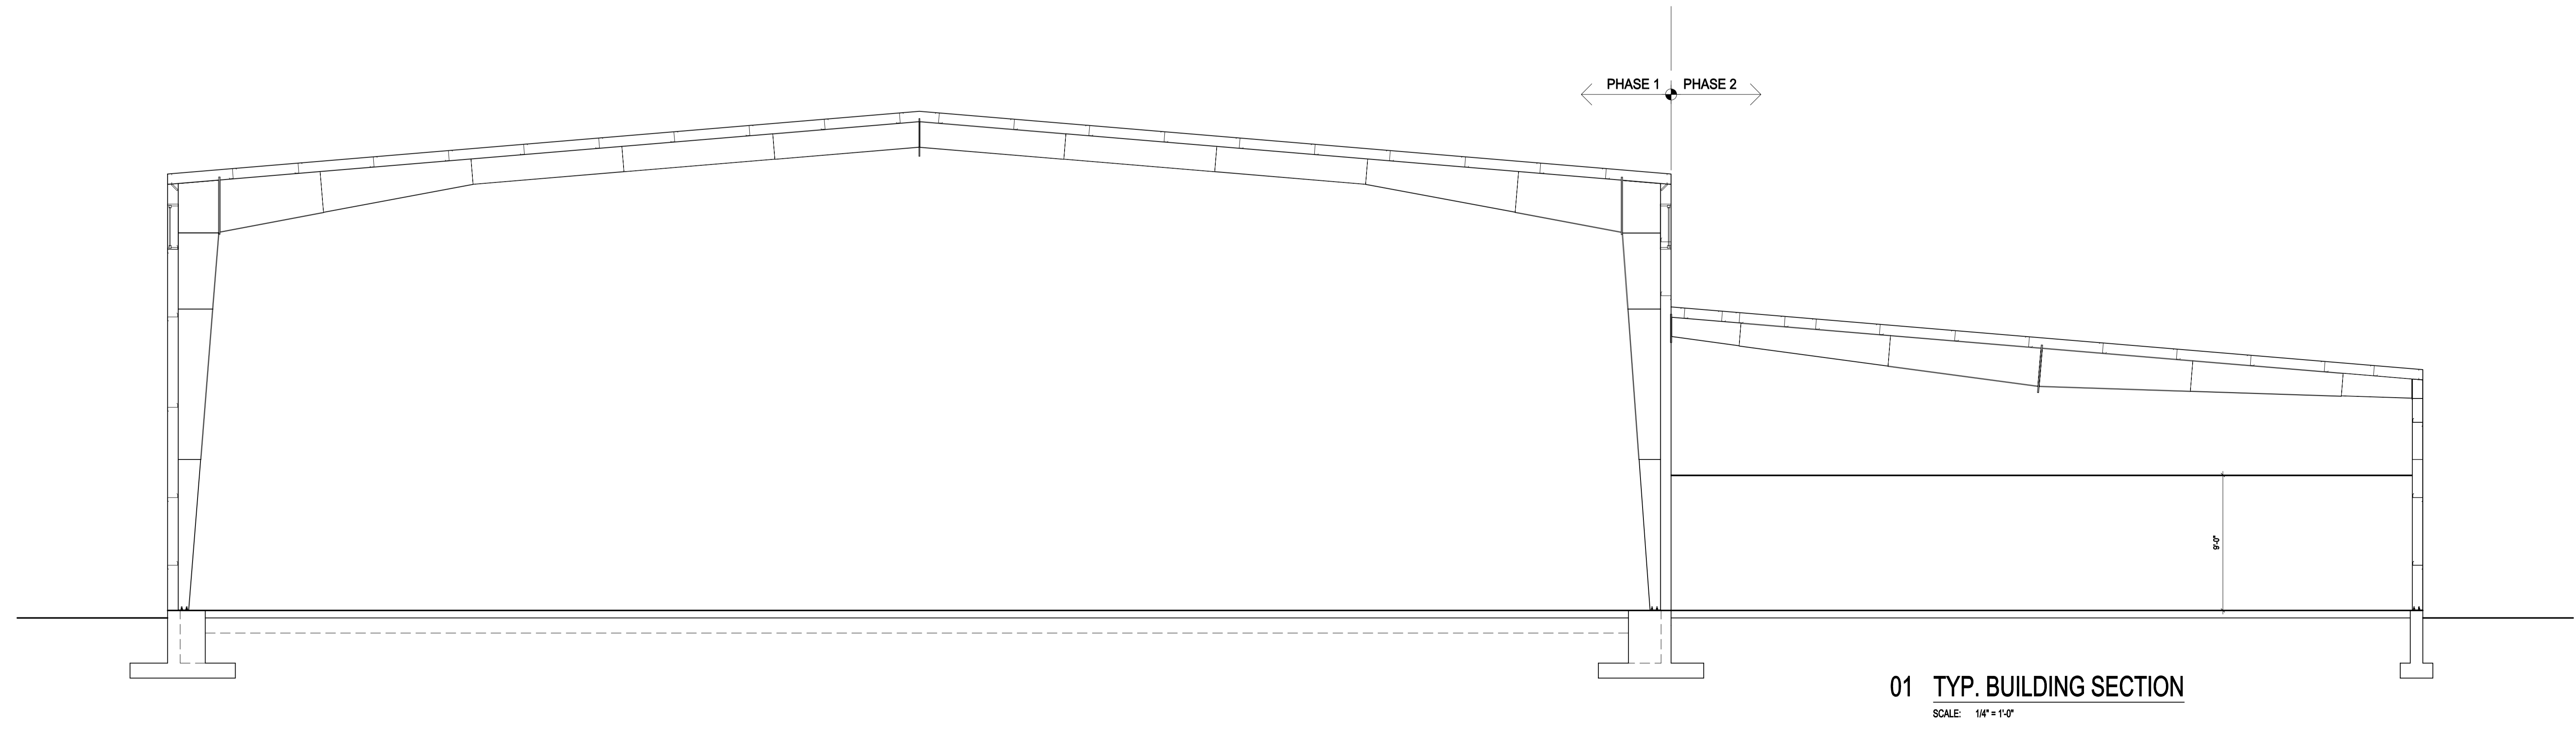 PHASE 1 PHASE 2
9'-0"
01 TYP. BUILDING SECTION
SCALE: 1/4" = 1'-0"